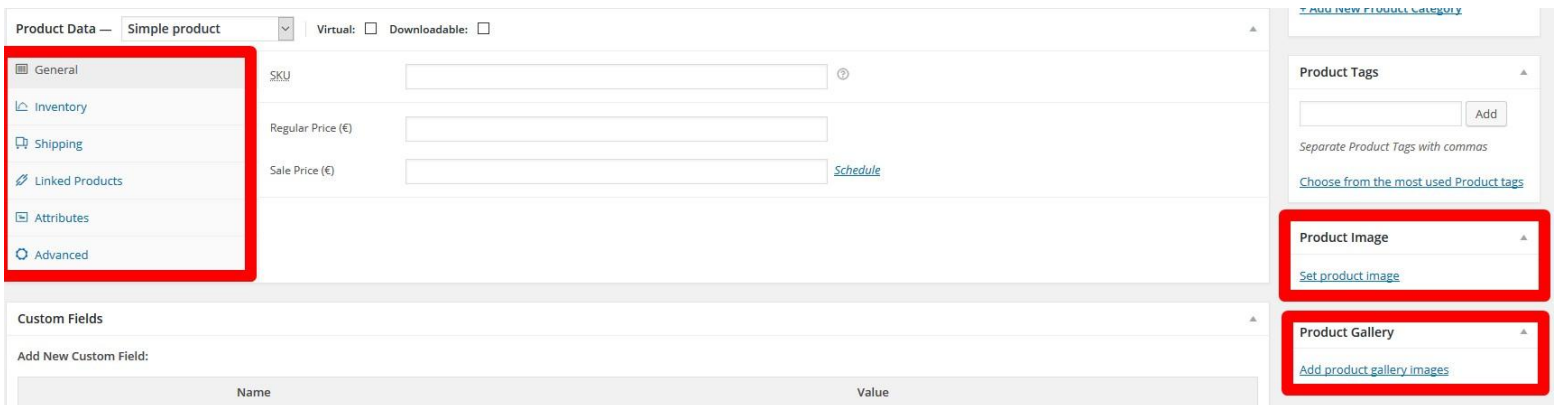 + Add New Product Category
Product Data — Simple product Virtual: Downloadable:
General
Inventory
Shipping
Linked Products
Attributes
Advanced
SKU
Regular Price (€)
Sale Price (€) Schedule
Custom Fields
Add New Custom Field:
Name Value
Product Tags
Add
Separate Product Tags with commas
Choose from the most used Product tags
Product Image
Set product image
Product Gallery
Add product gallery images